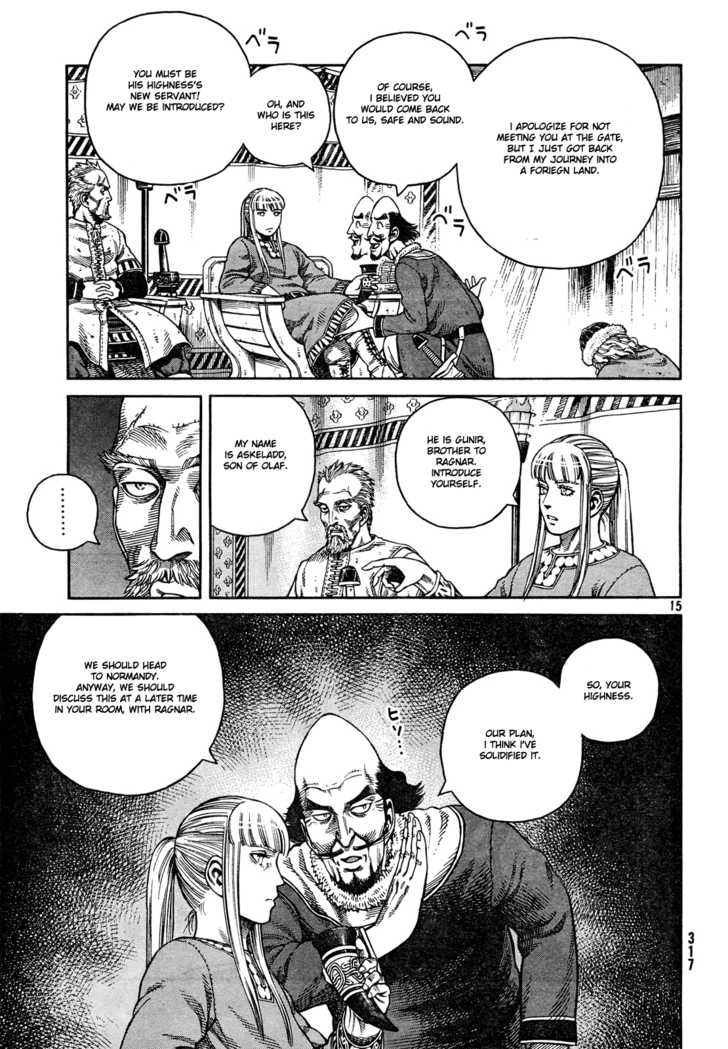 ベラ
ベラ
I APOLOGIZE FOR NOT
MEETING YOU AT THE GATE,
BUT I JUST GOT BACK
FROM MY JOURNEY INTO
A FORIEGN LAND.
OF COURSE,
I BELIEVED YOU
WOULD COME BACK
TO US, SAFE AND SOUND.
OH, AND
WHO IS THIS
HERE?
YOU MUST BE
HIS HIGHNESS'S
NEW SERVANT!
MAY WE BE INTRODUCED?
ベラ
ベラ
ベラ
HE IS GUNIR,
BROTHER TO
RAGNAR.
INTRODUCE
YOURSELF.
MY NAME
IS ASKELADD,
SON OF OLAF.
.........
15
SO, YOUR
HIGHNESS.
OUR PLAN,
I THINK I'VE
SOLIDIFIED IT.
ヒソ...
WE SHOULD HEAD
TO NORMANDY.
ANYWAY, WE SHOULD
DISCUSS THIS AT A LATER TIME
IN YOUR ROOM, WITH RAGNAR.
317